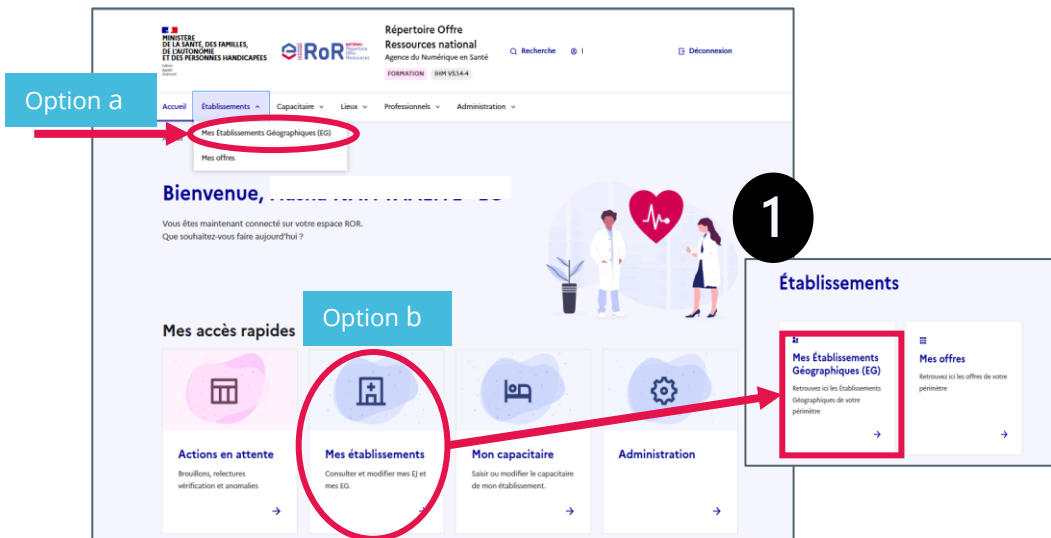 MINISTÈRE
DE LA SANTÉ, DES FAMILLES,
DE L'AUTONOMIE
ET DES PERSONNES HANDICAPÉES
RoR
Répertoire Offre
Ressources national
Agence du Numérique en Santé
FORMATION
Recherche
Déconnexion
Option a
Accueil
Établissements
Capacitaire
Lieux
Professionnels
Administration
Mes Établissements Géographiques (EG)
Mes offres
Bienvenue,
Vous êtes maintenant connecté sur votre espace ROR.
Que souhaitez-vous faire aujourd'hui ?
1
Établissements
Mes Établissements
Géographiques (EG)
Retrouvez ici les Établissements
Géographiques de votre
périmètre
Mes offres
Retrouvez ici les offres de votre
périmètre
Option b
Mes accès rapides
Actions en attente
Brouillons, relectures
vérification et anomalies
Mes établissements
Consulter et modifier mes EJ et
mes EG.
Mon capacitaire
Saisir ou modifier le capacitaire
de mon établissement.
Administration